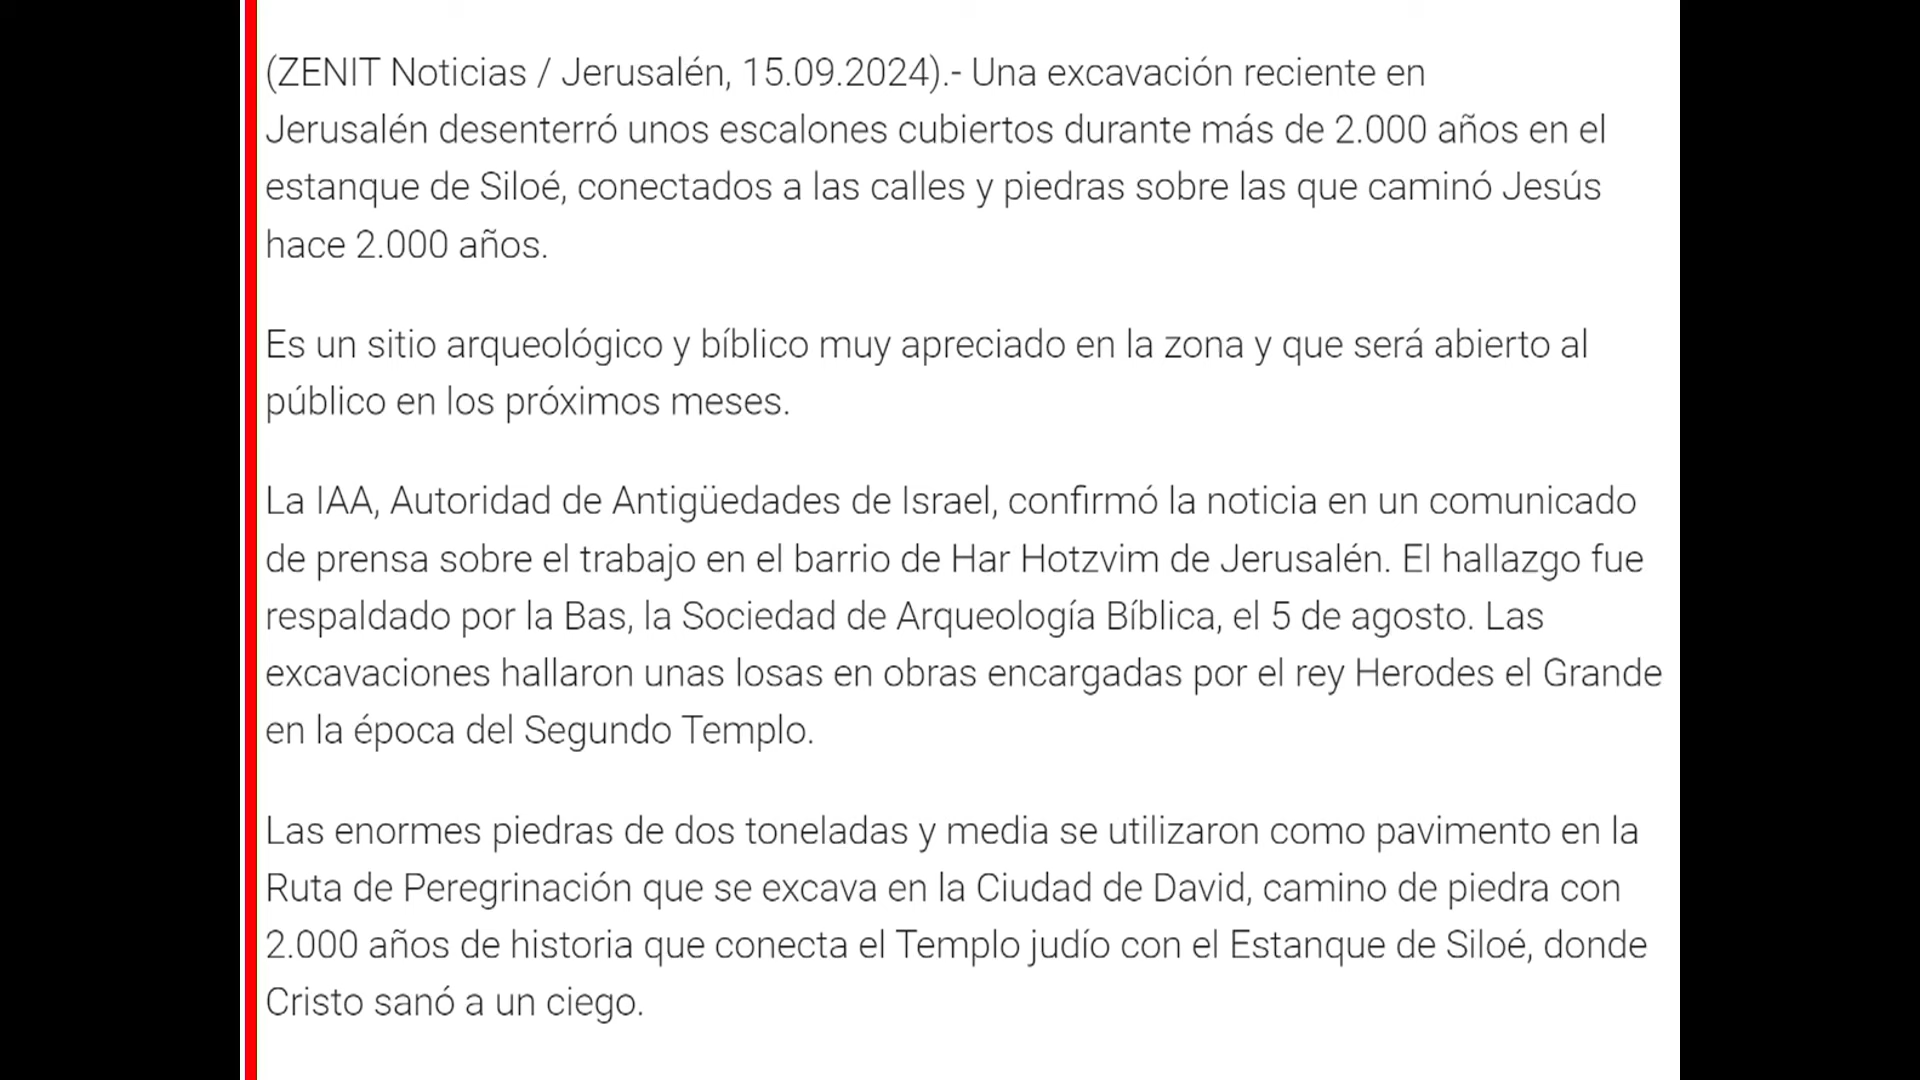 (ZENIT Noticias / Jerusalén, 15.09.2024).- Una excavación reciente en
Jerusalén desenterró unos escalones cubiertos durante más de 2.000 años en el
estanque de Siloé, conectados a las calles y piedras sobre las que caminó Jesús
hace 2.000 años.
Es un sitio arqueológico y bíblico muy apreciado en la zona y que será abierto al
público en los próximos meses.
La IAA, Autoridad de Antigüedades de Israel, confirmó la noticia en un comunicado
de prensa sobre el trabajo en el barrio de Har Hotzvim de Jerusalén. El hallazgo fue
respaldado por la Bas, la Sociedad de Arqueología Bíblica, el 5 de agosto. Las
excavaciones hallaron unas losas en obras encargadas por el rey Herodes el Grande
en la época del Segundo Templo.
Las enormes piedras de dos toneladas y media se utilizaron como pavimento en la
Ruta de Peregrinación que se excava en la Ciudad de David, camino de piedra con
2.000 años de historia que conecta el Templo judío con el Estanque de Siloé, donde
Cristo sanó a un ciego.